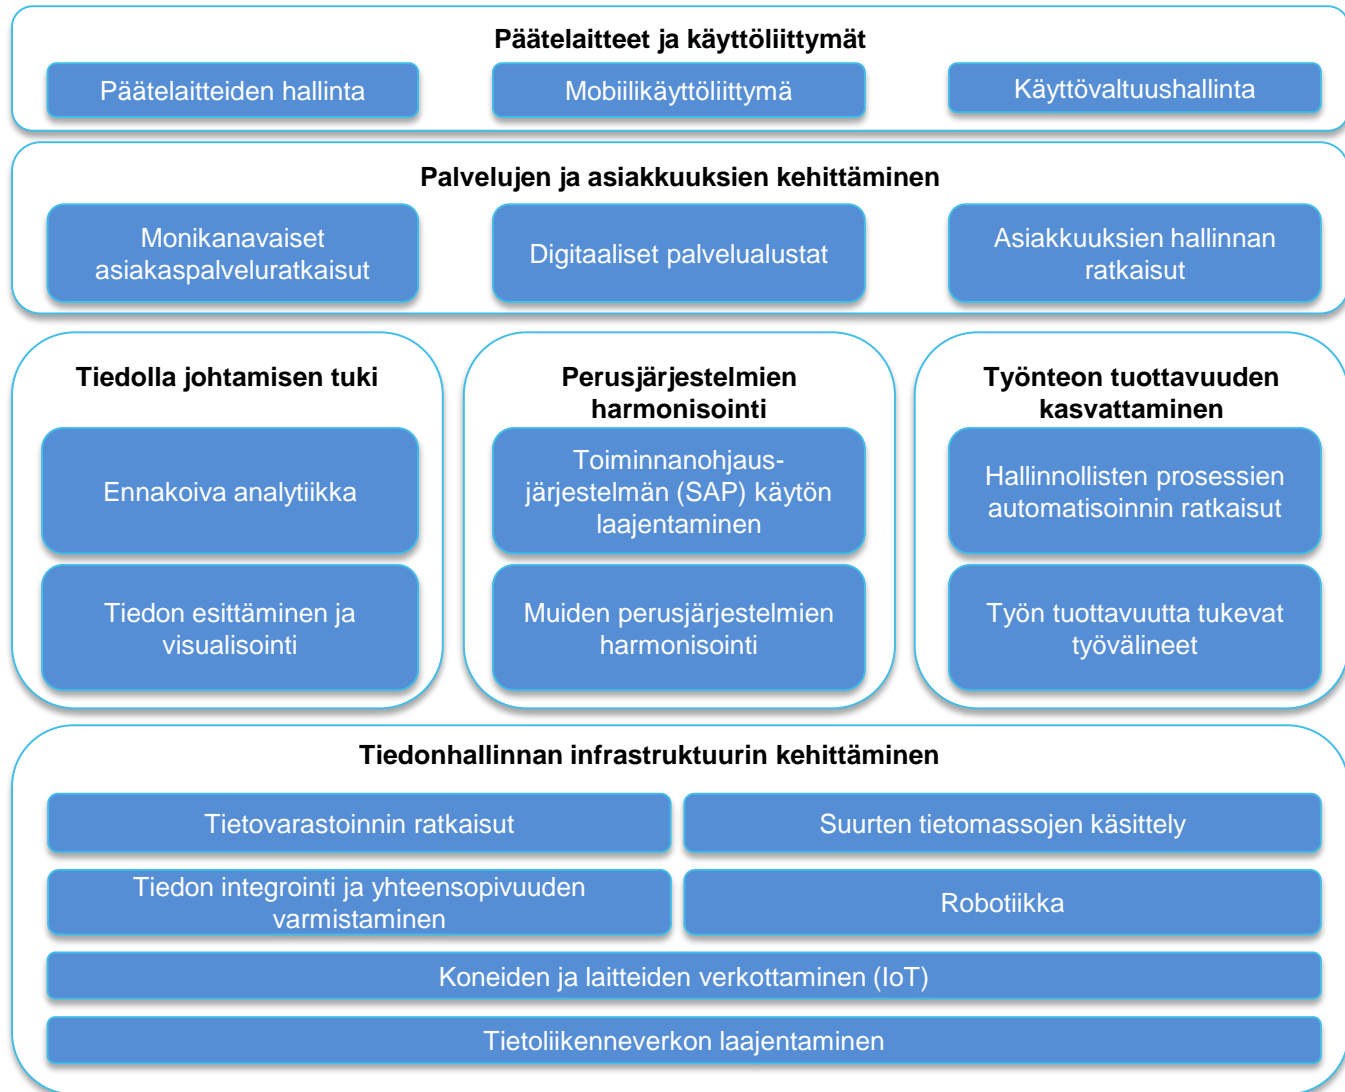 Päätelaitteet ja käyttöliittymät
Päätelaitteiden hallinta
Mobiilikäyttöliittymä
Käyttövaltuushallinta
Palvelujen ja asiakkuuksien kehittäminen
Monikanavaiset
asiakaspalveluratkaisut
Digitaaliset palvelualustat
Asiakkuuksien hallinnan
ratkaisut
Tiedolla johtamisen tuki
Ennakoiva analytiikka
Tiedon esittäminen ja
visualisointi
Perusjärjestelmien
harmonisointi
Toiminnanohjaus-
järjestelmän (SAP) käytön
laajentaminen
Muiden perusjärjestelmien
harmonisointi
Työnteon tuottavuuden
kasvattaminen
Hallinnollisten prosessien
automatisoinnin ratkaisut
Työn tuottavuutta tukevat
työvälineet
Tiedonhallinnan infrastruktuurin kehittäminen
Tietovarastoinnin ratkaisut
Suurten tietomassojen käsittely
Tiedon integrointi ja yhteensopivuuden
varmistaminen
Robotiikka
Koneiden ja laitteiden verkottaminen (IoT)
Tietoliikenneverkon laajentaminen